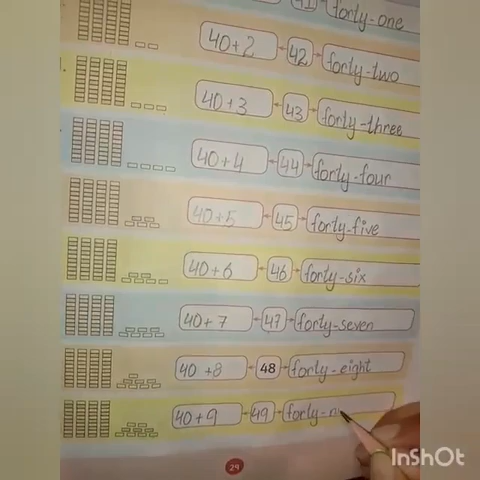 41 forty-one
40+2 42 forty-two
40+3 43 forty-three
40+4 44 forty-four
40+5 45 forty-five
40+6 46 forty-six
40+7 47 forty-seven
40+8 48 forty-eight
40+9 49 forty-n
29
InShOt